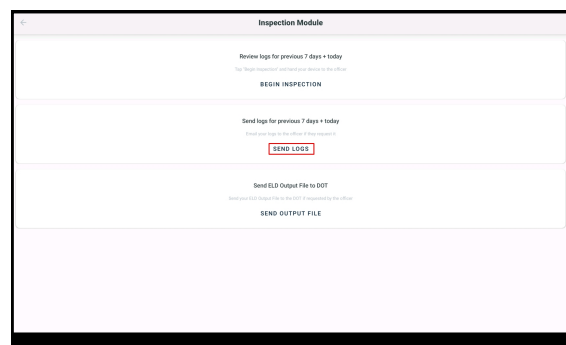 Inspection Module
Review logs for previous 7 days + today
Tap "Begin Inspection" and hand your device to the officer
BEGIN INSPECTION
Send logs for previous 7 days + today
Email your logs to the officer if they request it
SEND LOGS
Send ELD Output File to DOT
Send your ELD Output File to the DOT if requested by the officer
SEND OUTPUT FILE